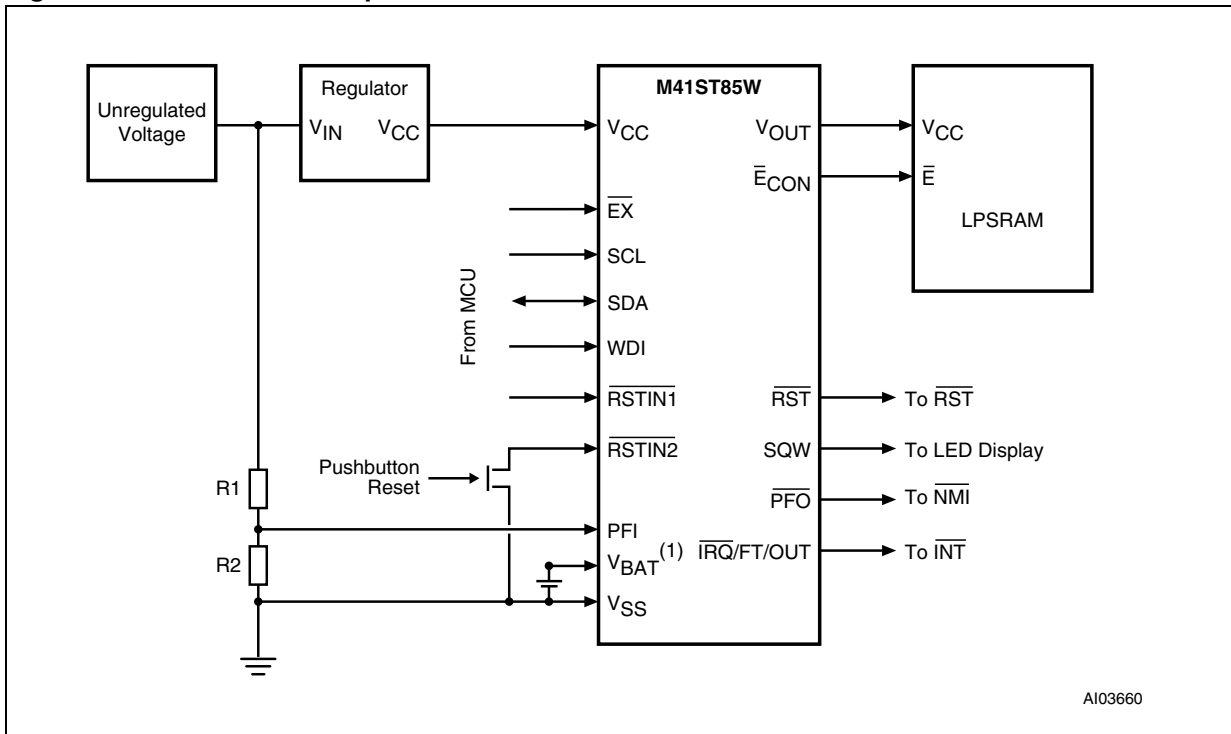 Unregulated
Voltage
Regulator
VIN VCC
M41ST85W
VCC
EX
SCL
SDA
WDI
RSTIN1
RSTIN2
PFI
VBAT(1)
VSS
VOUT
ECON
RST
SQW
PFO
IRQ/FT/OUT
VCC
E
LPSRAM
From MCU
Pushbutton
Reset
R1
R2
To RST
To LED Display
To NMI
To INT
AI03660